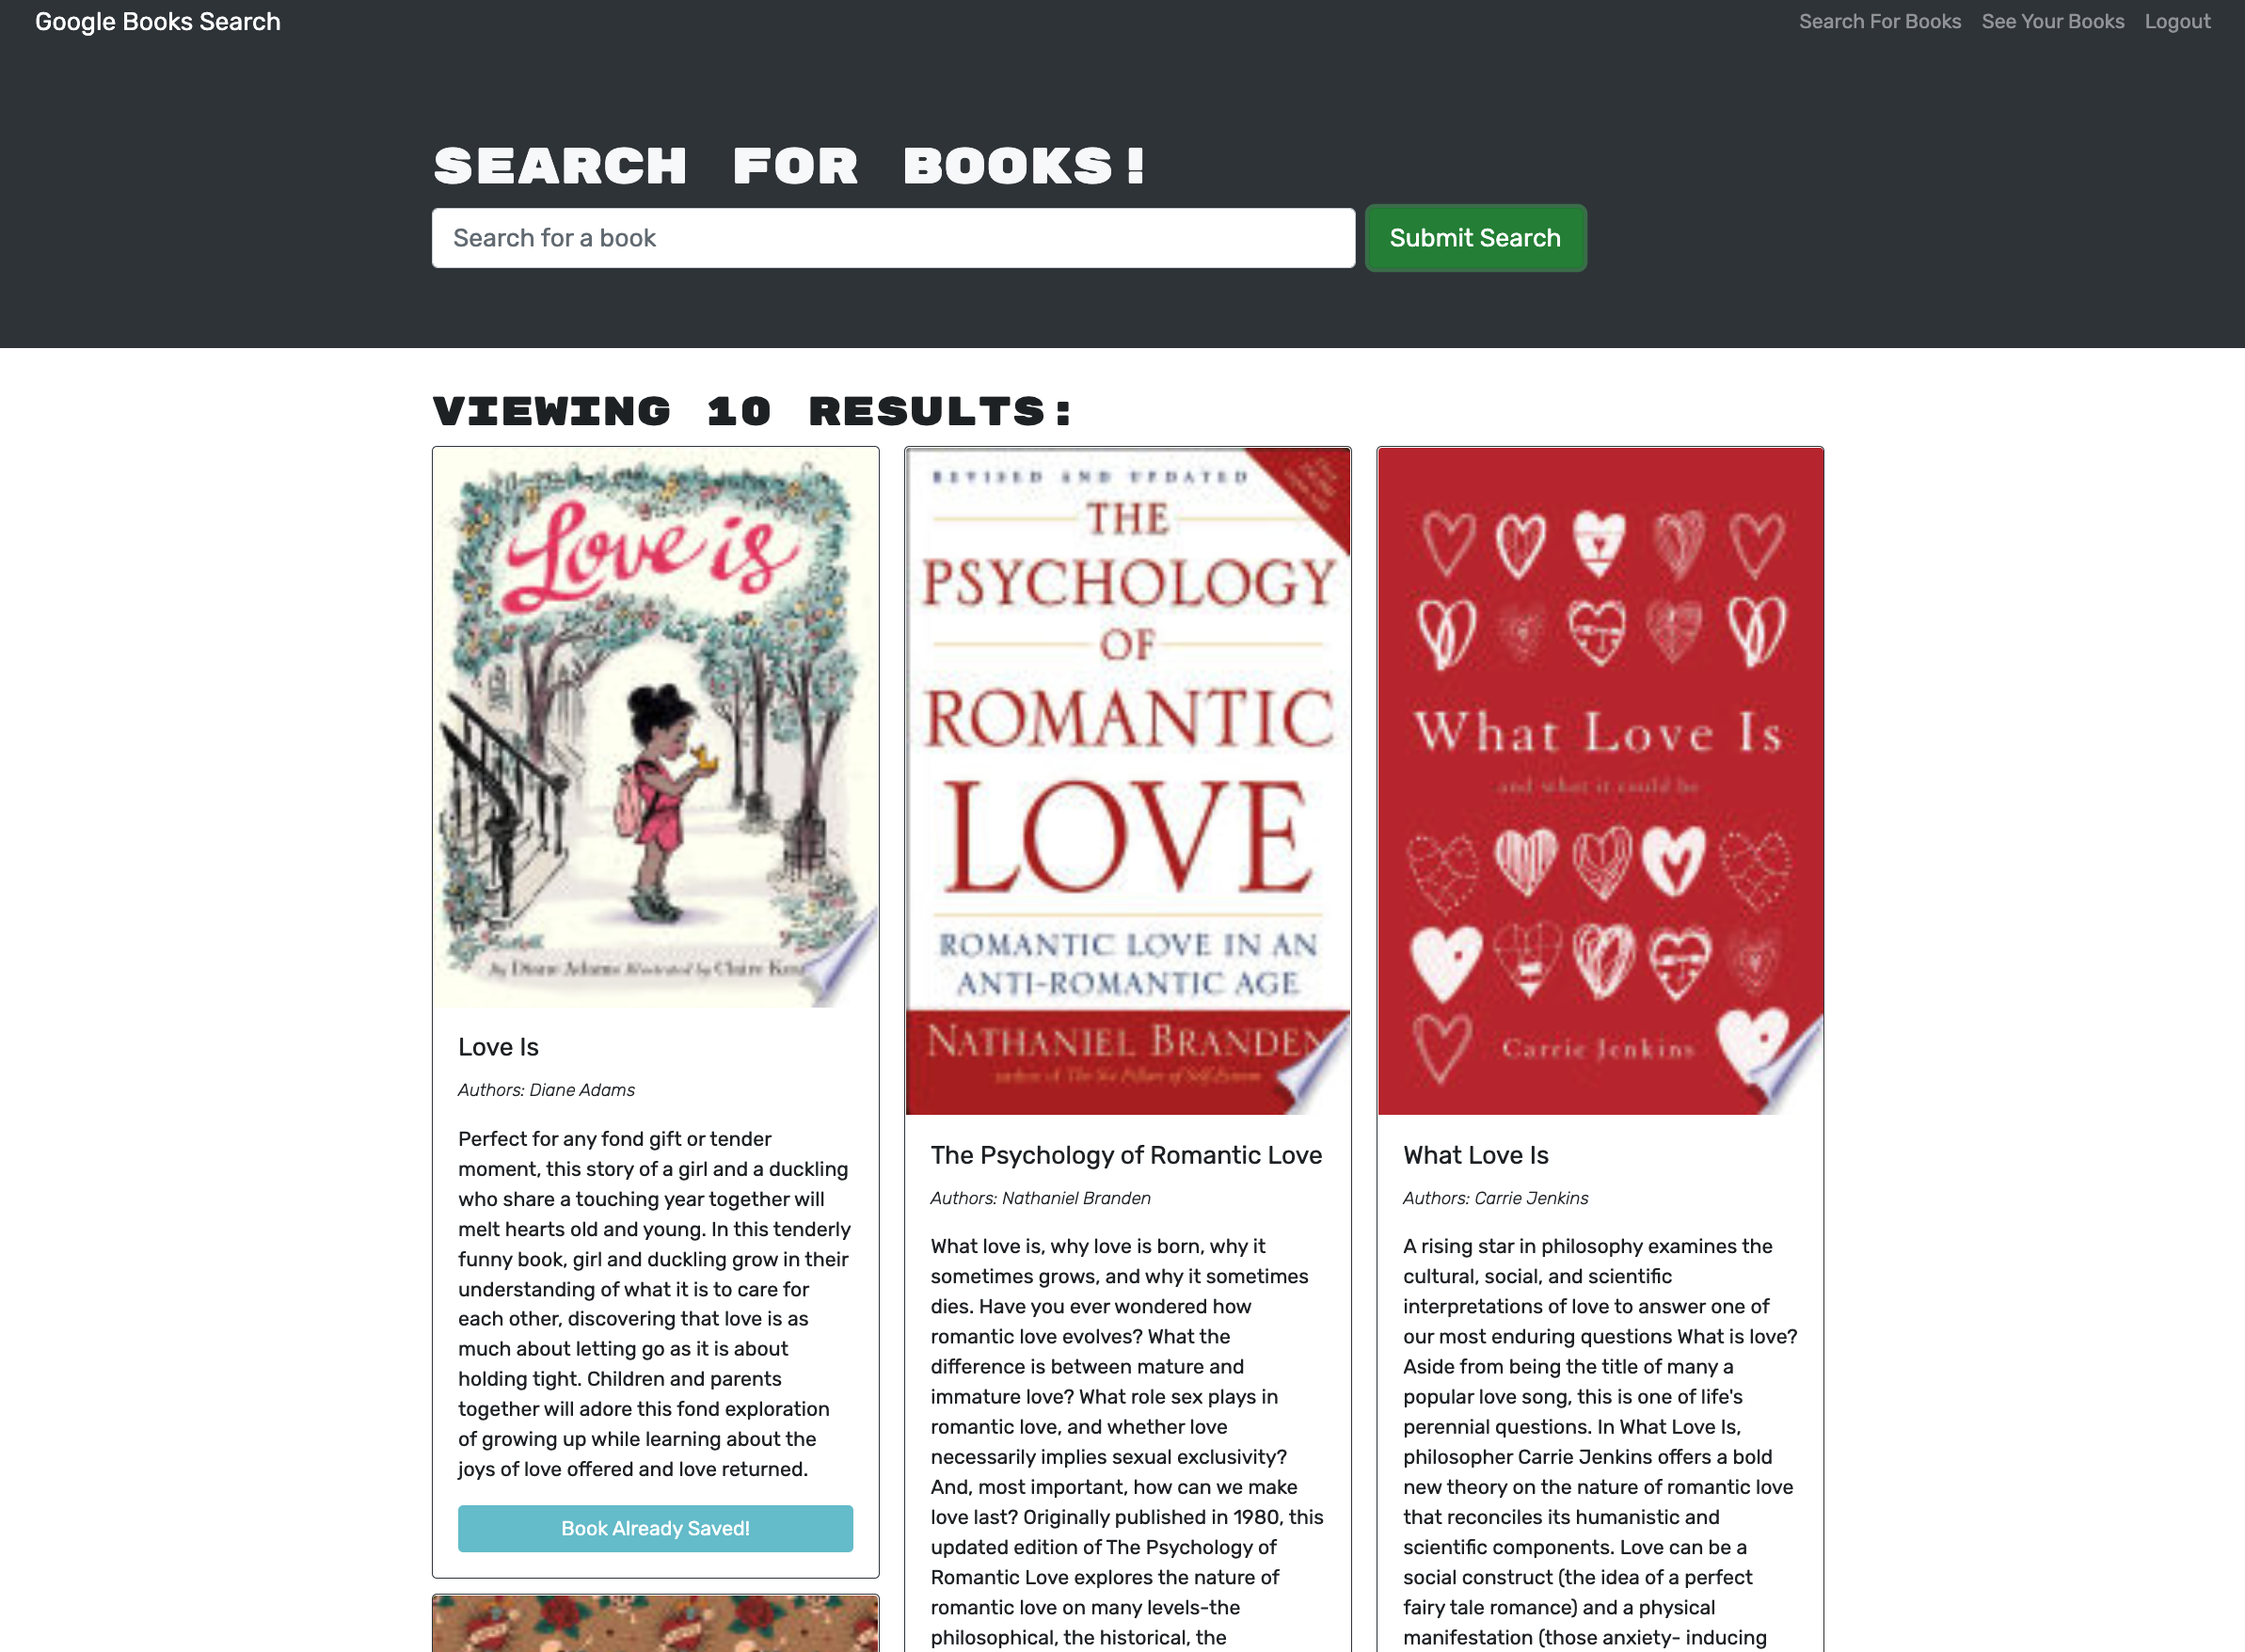 Google Books Search
Search For Books See Your Books Logout
SEARCH FOR BOOKS!
Search for a book
Submit Search
VIEWING 10 RESULTS:
Love is
by Diane Adams Illustrated by Claire
Love Is
Authors: Diane Adams
Perfect for any fond gift or tender
moment, this story of a girl and a duckling
who share a touching year together will
melt hearts old and young. In this tenderly
funny book, girl and duckling grow in their
understanding of what it is to care for
each other, discovering that love is as
much about letting go as it is about
holding tight. Children and parents
together will adore this fond exploration
of growing up while learning about the
joys of love offered and love returned.
Book Already Saved!
REVISED AND UPDATED
THE
PSYCHOLOGY
OF
ROMANTIC
LOVE
ROMANTIC LOVE IN AN
ANTI-ROMANTIC AGE
NATHANIEL BRANDEN
author of The Six Pillars of Self-Esteem
The Psychology of Romantic Love
Authors: Nathaniel Branden
What love is, why love is born, why it
sometimes grows, and why it sometimes
dies. Have you ever wondered how
romantic love evolves? What the
difference is between mature and
immature love? What role sex plays in
romantic love, and whether love
necessarily implies sexual exclusivity?
And, most important, how can we make
love last? Originally published in 1980, this
updated edition of The Psychology of
Romantic Love explores the nature of
romantic love on many levels-the
philosophical, the historical, the
What Love Is
and what it could be
Carrie Jenkins
What Love Is
Authors: Carrie Jenkins
A rising star in philosophy examines the
cultural, social, and scientific
interpretations of love to answer one of
our most enduring questions What is love?
Aside from being the title of many a
popular love song, this is one of life's
perennial questions. In What Love Is,
philosopher Carrie Jenkins offers a bold
new theory on the nature of romantic love
that reconciles its humanistic and
scientific components. Love can be a
social construct (the idea of a perfect
fairy tale romance) and a physical
manifestation (those anxiety- inducing